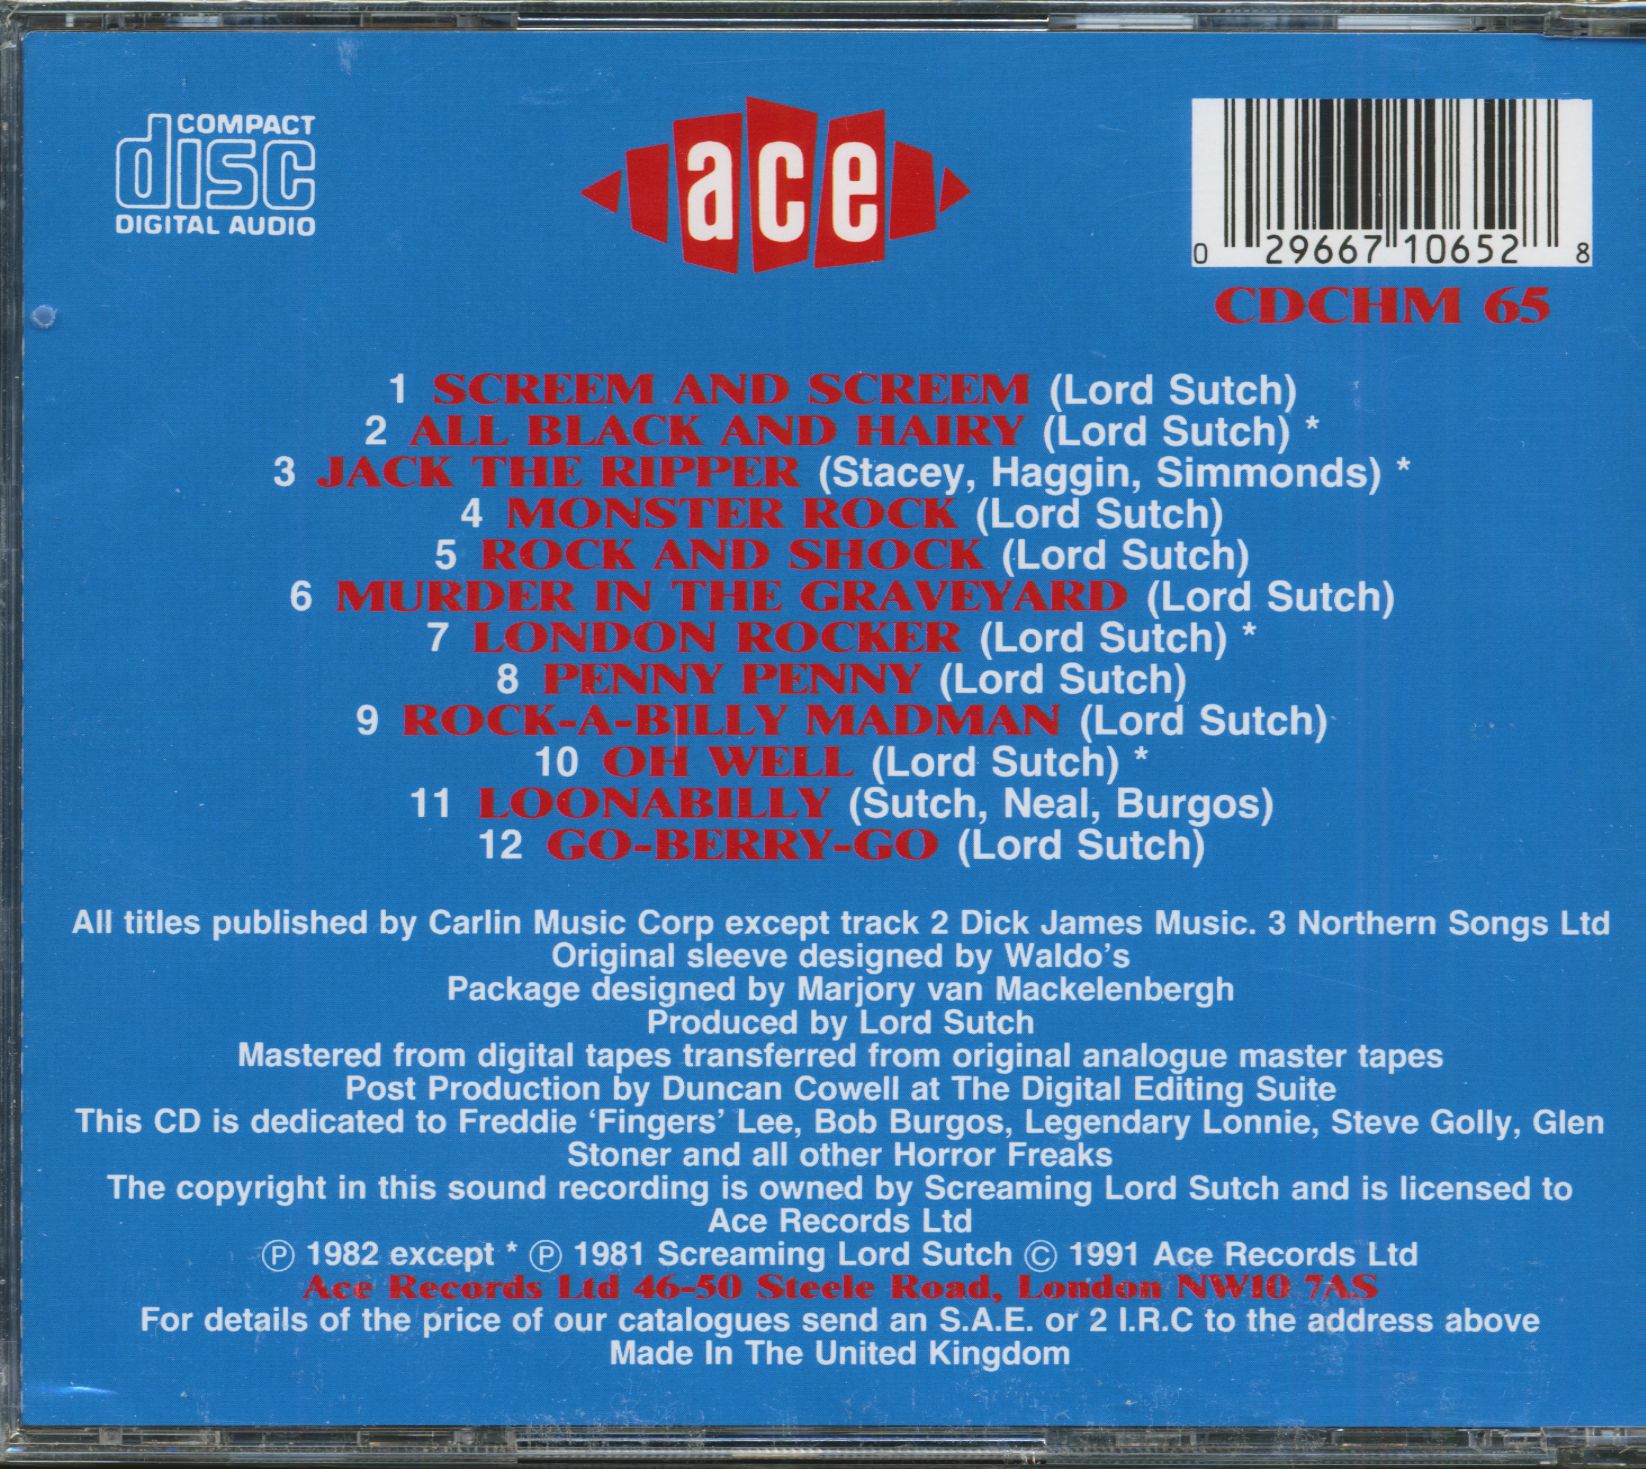 COMPACT
disc
DIGITAL AUDIO
ace
0 29667 10652 8
CDCHM 65
1 SCREEM AND SCREEM (Lord Sutch)
2 ALL BLACK AND HAIRY (Lord Sutch) *
3 JACK THE RIPPER (Stacey, Haggin, Simmonds) *
4 MONSTER ROCK (Lord Sutch)
5 ROCK AND SHOCK (Lord Sutch)
6 MURDER IN THE GRAVEYARD (Lord Sutch)
7 LONDON ROCKER (Lord Sutch) *
8 PENNY PENNY (Lord Sutch)
9 ROCK-A-BILLY MADMAN (Lord Sutch)
10 OH WELL (Lord Sutch) *
11 LOONABILLY (Sutch, Neal, Burgos)
12 GO-BERRY-GO (Lord Sutch)
All titles published by Carlin Music Corp except track 2 Dick James Music. 3 Northern Songs Ltd
Original sleeve designed by Waldo's
Package designed by Marjory van Mackelenbergh
Produced by Lord Sutch
Mastered from digital tapes transferred from original analogue master tapes
Post Production by Duncan Cowell at The Digital Editing Suite
This CD is dedicated to Freddie ‘Fingers’ Lee, Bob Burgos, Legendary Lonnie, Steve Golly, Glen
Stoner and all other Horror Freaks
The copyright in this sound recording is owned by Screaming Lord Sutch and is licensed to
Ace Records Ltd
Ⓟ 1982 except * Ⓟ 1981 Screaming Lord Sutch © 1991 Ace Records Ltd
Ace Records Ltd 46-50 Steele Road, London NW10 7AS
For details of the price of our catalogues send an S.A.E. or 2 I.R.C to the address above
Made In The United Kingdom